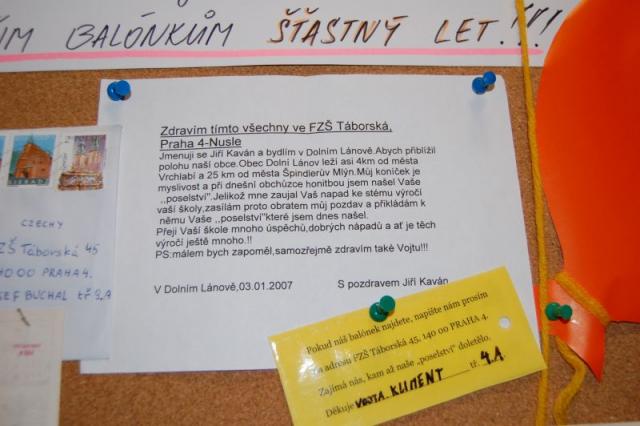 BALÓNKŮM ŠŤASTNÝ LET!!!
Zdravím tímto všechny ve FZŠ Táborská,
Praha 4-Nusle
Jmenuji se Jiří Kaván a bydlím v Dolním Lánově.Abych přiblížil
polohu naší obce.Obec Dolní Lánov leží asi 4km od města
Vrchlabí a 25 km od města Špindlerův Mlýn.Můj koníček je
myslivost a při dnešní obchůzce honitbou jsem našel Vaše
,,poselství".Jelikož mne zaujal Vaš napad ke stému výročí
vaší školy,zasílám proto obratem můj pozdav a přikládám k
němu Vaše ,,poselství"které jsem dnes našel.
Přeji Vaší škole mnoho úspěchů,dobrých nápadů a ať je těch
výročí ještě mnoho.!!
PS:málem bych zapoměl,samozřejmě zdravím také Vojtu!!!
V Dolním Lánově,03.01.2007 S pozdravem Jiří Kaván
CZECHY
FZŠ Táborská 45
140 00 PRAHA 4.
BUCHAL tř 9.A
Pokud náš balónek najdete, napište nám prosím
na adresu FZŠ Táborská 45, 140 00 PRAHA 4.
Zajímá nás, kam až naše „poselství" doletělo.
Děkuje VOJTA KLIMENT tř. 4.A.